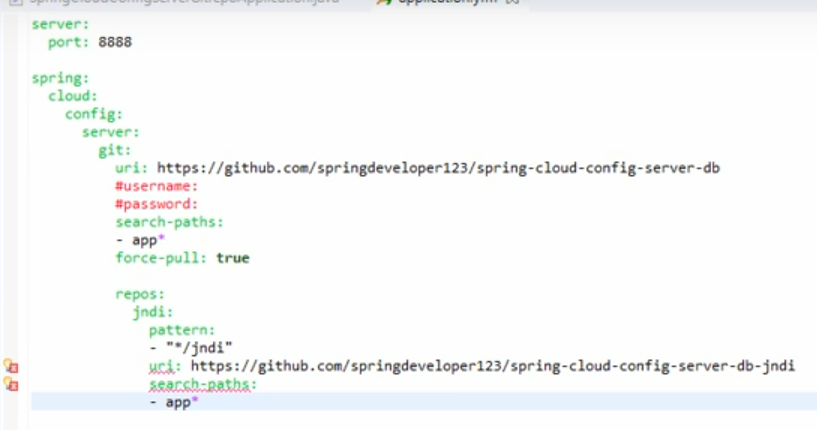 server:
  port: 8888

spring:
  cloud:
    config:
      server:
        git:
          uri: https://github.com/springdeveloper123/spring-cloud-config-server-db
          #username:
          #password:
          search-paths:
          - app*
          force-pull: true

          repos:
            jndi:
              pattern:
              - "*/jndi"
              uri: https://github.com/springdeveloper123/spring-cloud-config-server-db-jndi
              search-paths:
              - app*